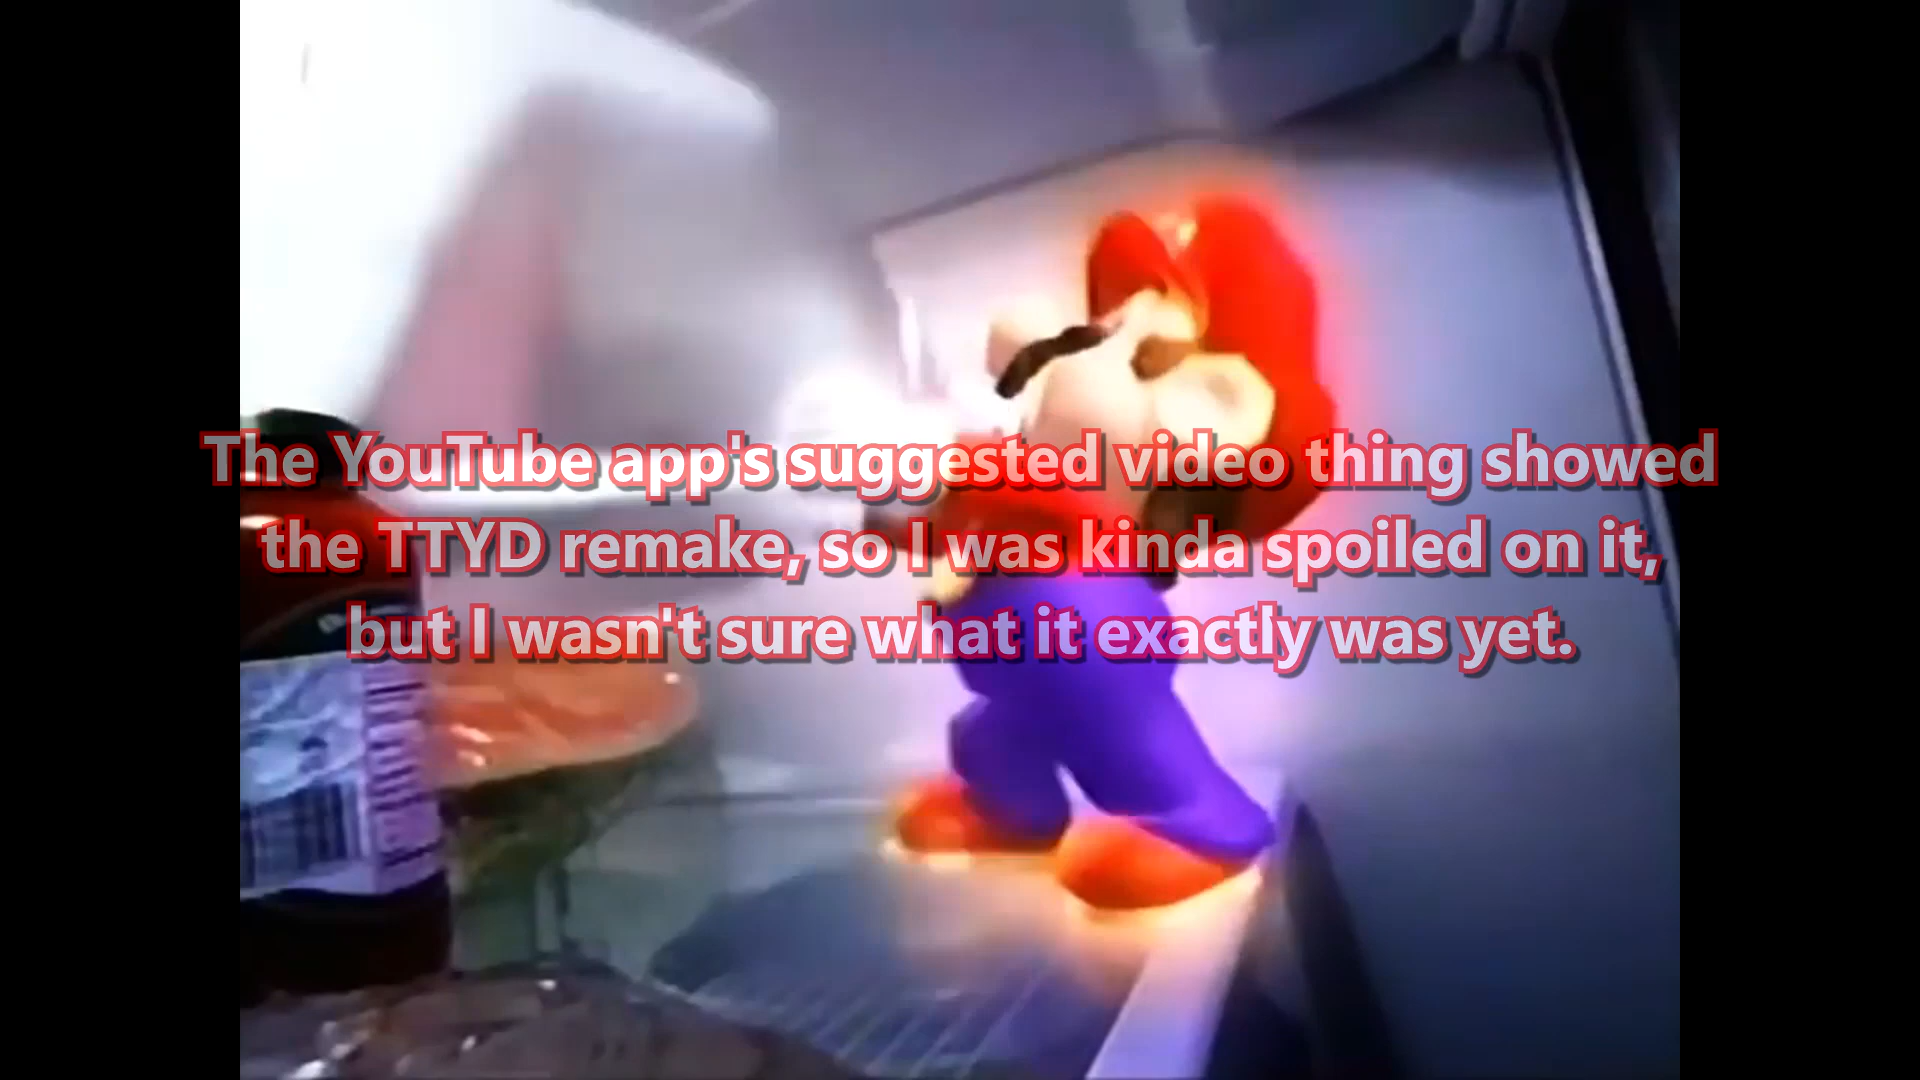 The YouTube app's suggested video thing showed
the TTYD remake, so I was kinda spoiled on it,
but I wasn't sure what it exactly was yet.